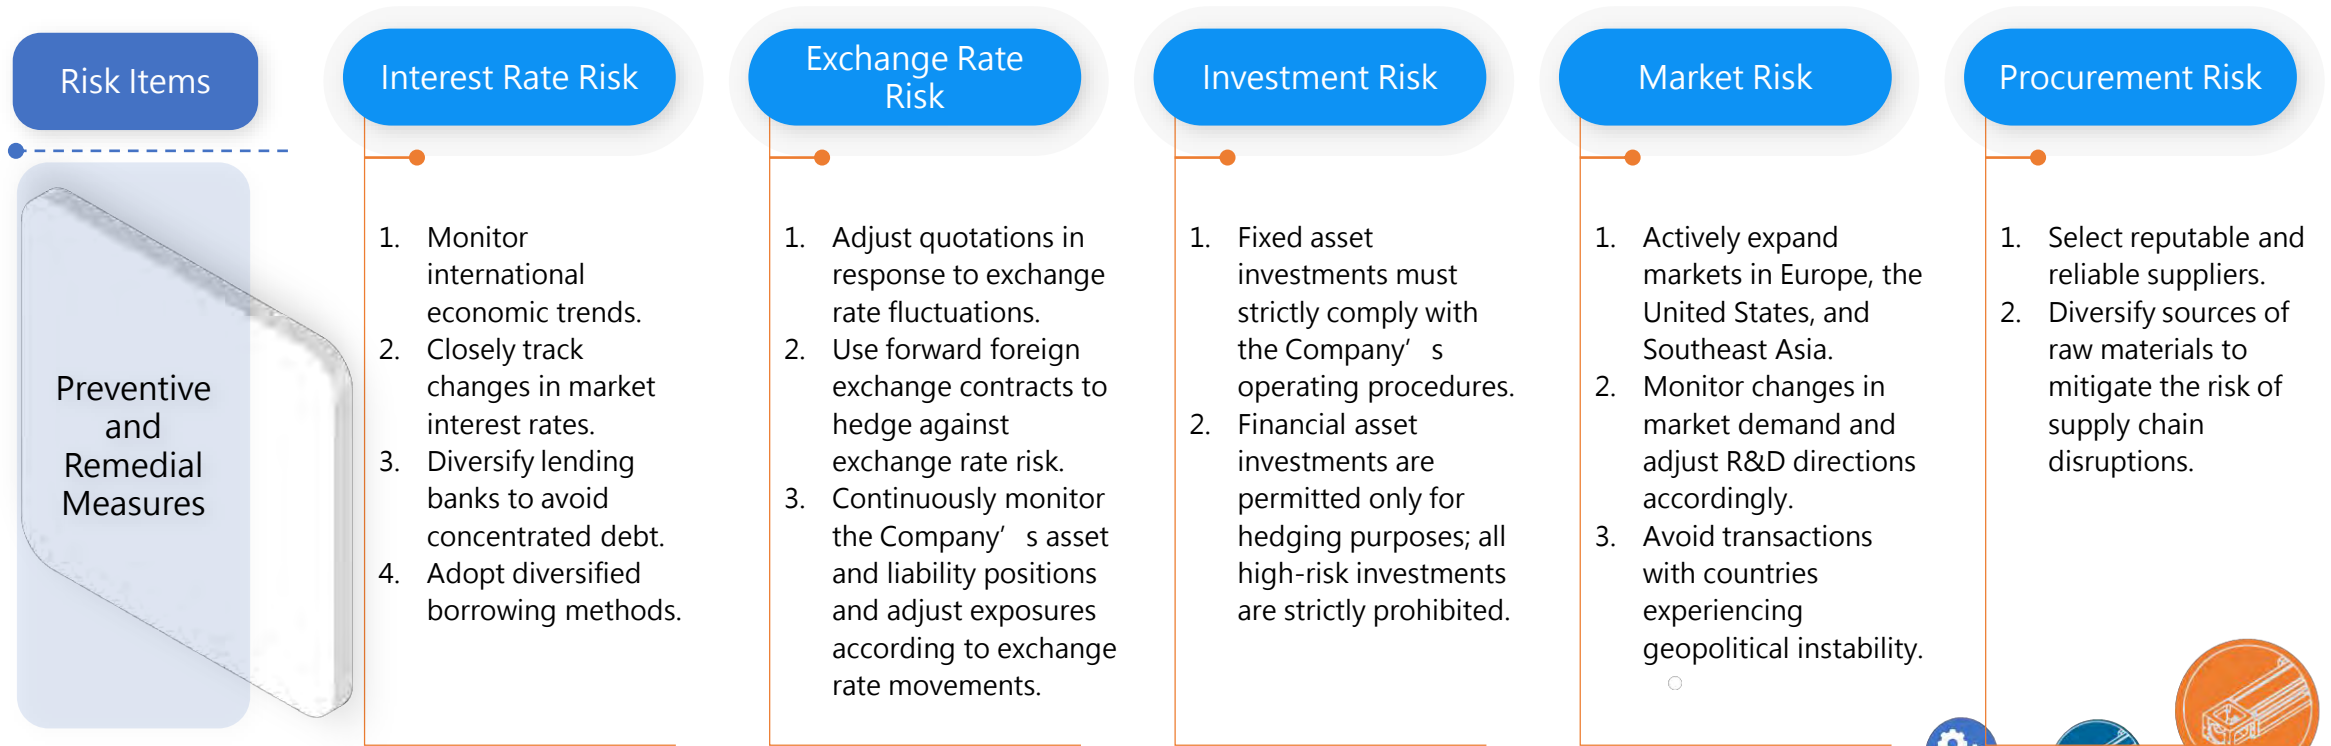 Risk Items
Interest Rate Risk
Exchange Rate
Risk
Investment Risk
Market Risk
Procurement Risk
Preventive
and
Remedial
Measures
1. Monitor
international
economic trends.
2. Closely track
changes in market
interest rates.
3. Diversify lending
banks to avoid
concentrated debt.
4. Adopt diversified
borrowing methods.
1. Adjust quotations in
response to exchange
rate fluctuations.
2. Use forward foreign
exchange contracts to
hedge against
exchange rate risk.
3. Continuously monitor
the Company’s asset
and liability positions
and adjust exposures
according to exchange
rate movements.
1. Fixed asset
investments must
strictly comply with
the Company’s
operating procedures.
2. Financial asset
investments are
permitted only for
hedging purposes; all
high-risk investments
are strictly prohibited.
1. Actively expand
markets in Europe, the
United States, and
Southeast Asia.
2. Monitor changes in
market demand and
adjust R&D directions
accordingly.
3. Avoid transactions
with countries
experiencing
geopolitical instability.
。
1. Select reputable and
reliable suppliers.
2. Diversify sources of
raw materials to
mitigate the risk of
supply chain
disruptions.